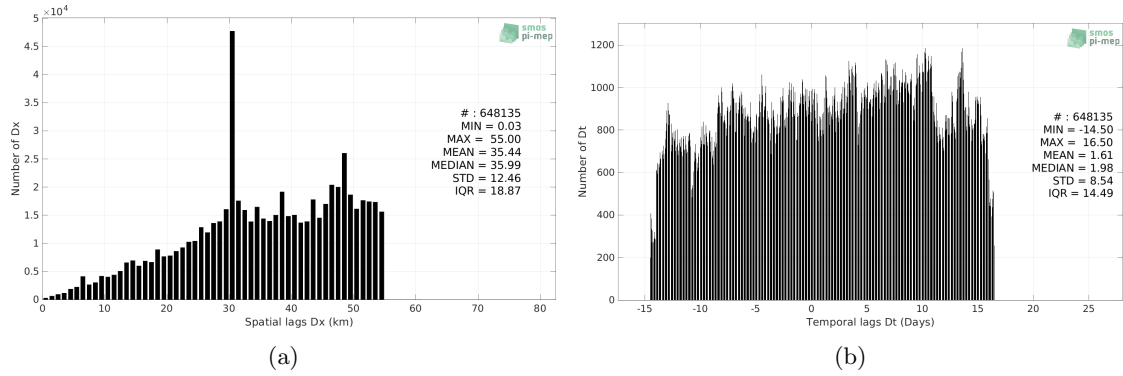 ×10⁴
5
4.5
4
3.5
3
2.5
2
1.5
1
0.5
0
Number of Dx
0 10 20 30 40 50 60 70 80
Spatial lags Dx (km)
smos
pi-mep
# : 648135
MIN = 0.03
MAX = 55.00
MEAN = 35.44
MEDIAN = 35.99
STD = 12.46
IQR = 18.87
(a)
1200
1000
800
600
400
200
0
Number of Dt
-15 -10 -5 0 5 10 15 20 25
Temporal lags Dt (Days)
smos
pi-mep
# : 648135
MIN = -14.50
MAX = 16.50
MEAN = 1.61
MEDIAN = 1.98
STD = 8.54
IQR = 14.49
(b)